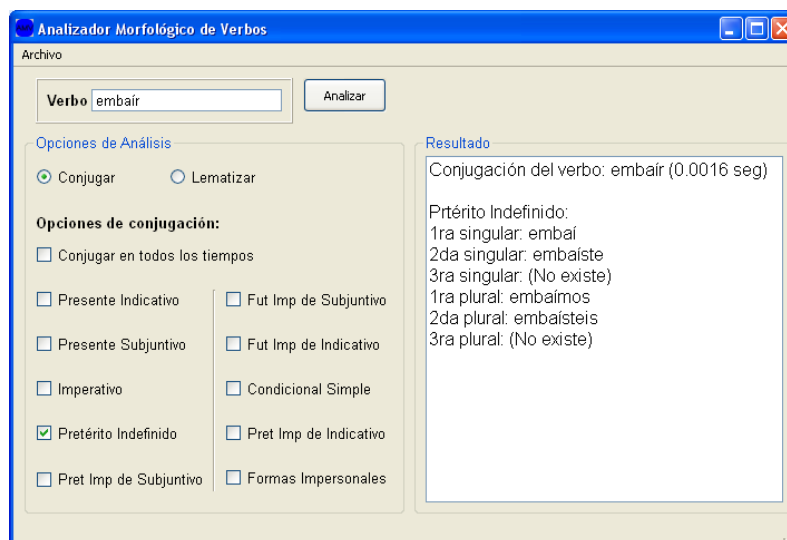 Analizador Morfológico de Verbos
Archivo
Verbo embaír
Analizar
Opciones de Análisis
Conjugar
Lematizar
Opciones de conjugación:
Conjugar en todos los tiempos
Presente Indicativo
Fut Imp de Subjuntivo
Presente Subjuntivo
Fut Imp de Indicativo
Imperativo
Condicional Simple
Pretérito Indefinido
Pret Imp de Indicativo
Pret Imp de Subjuntivo
Formas Impersonales
Resultado
Conjugación del verbo: embaír (0.0016 seg)
Prtérito Indefinido:
1ra singular: embaí
2da singular: embaíste
3ra singular: (No existe)
1ra plural: embaímos
2da plural: embaísteis
3ra plural: (No existe)